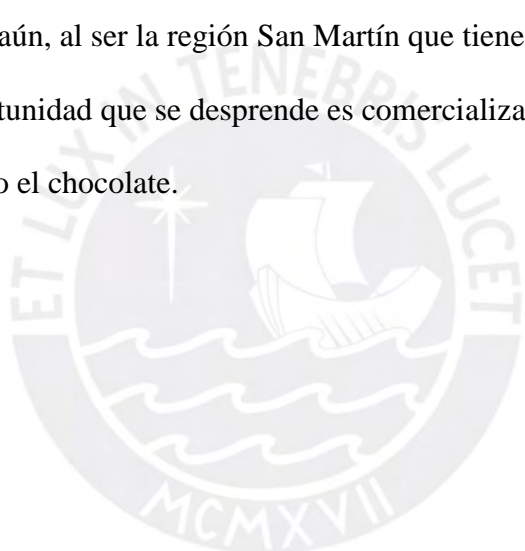 aún, al ser la región San Martín que tiene
tunidad que se desprende es comercializa
o el chocolate.
ET LUX IN TENEBRIS LUCET
MCMXVII